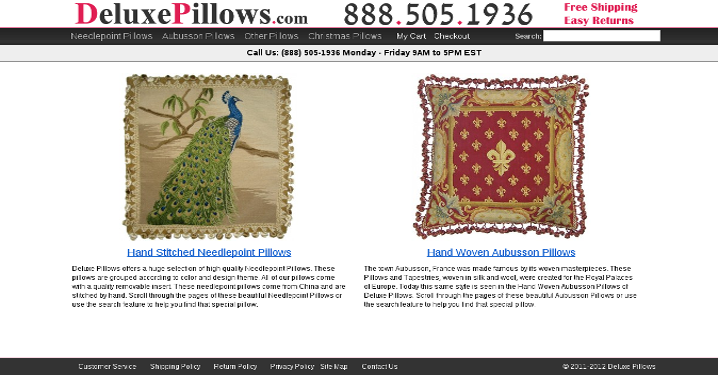 DeluxePillows.com
888.505.1936
Free Shipping
Easy Returns
Needlepoint Pillows Aubusson Pillows Other Pillows Christmas Pillows My Cart Checkout Search:
Call Us: (888) 505-1936 Monday - Friday 9AM to 5PM EST
Hand Stitched Needlepoint Pillows
Deluxe Pillows offers a huge selection of high quality Needlepoint Pillows. These
pillows are grouped according to color and design theme. All of our pillows come
with a quality removable insert. These needlepoint pillows come from China and are
stitched by hand. Scroll through the pages of these beautiful Needlepoint Pillows or
use the search feature to help you find that special pillow.
Hand Woven Aubusson Pillows
The town Aubusson, France was made famous by its woven masterpieces. These
Pillows and Tapestries, woven in silk and wool, were created for the Royal Palaces
of Europe. Today this same style is seen in the Hand Woven Aubusson Pillows of
Deluxe Pillows. Scroll through the pages of these beautiful Aubusson Pillows or use
the search feature to help you find that special pillow.
Customer Service Shipping Policy Return Policy Privacy Policy Site Map Contact Us © 2011-2012 Deluxe Pillows